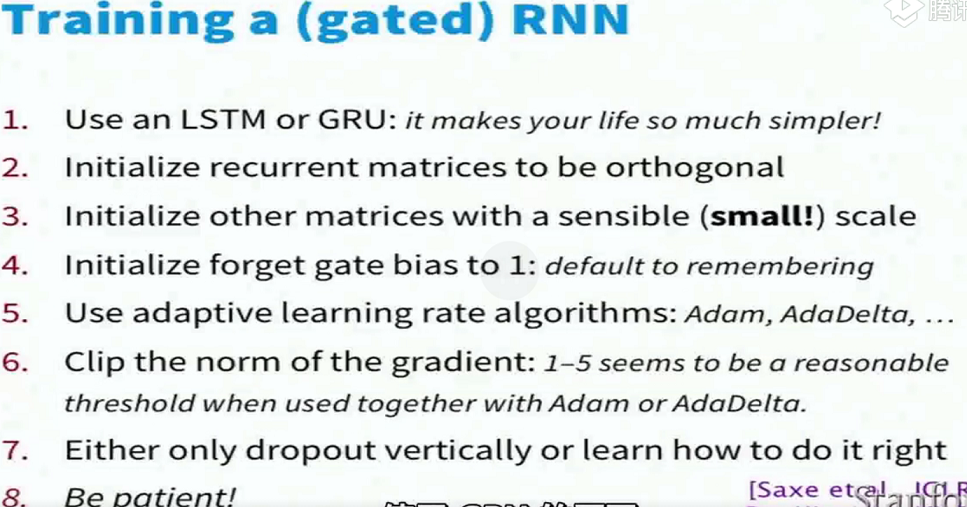 Training a (gated) RNN
腾讯
1. Use an LSTM or GRU: it makes your life so much simpler!
2. Initialize recurrent matrices to be orthogonal
3. Initialize other matrices with a sensible (small!) scale
4. Initialize forget gate bias to 1: default to remembering
5. Use adaptive learning rate algorithms: Adam, AdaDelta, …
6. Clip the norm of the gradient: 1–5 seems to be a reasonable
threshold when used together with Adam or AdaDelta.
7. Either only dropout vertically or learn how to do it right
8. Be patient!
[Saxe et al., ICLR
Stanfo